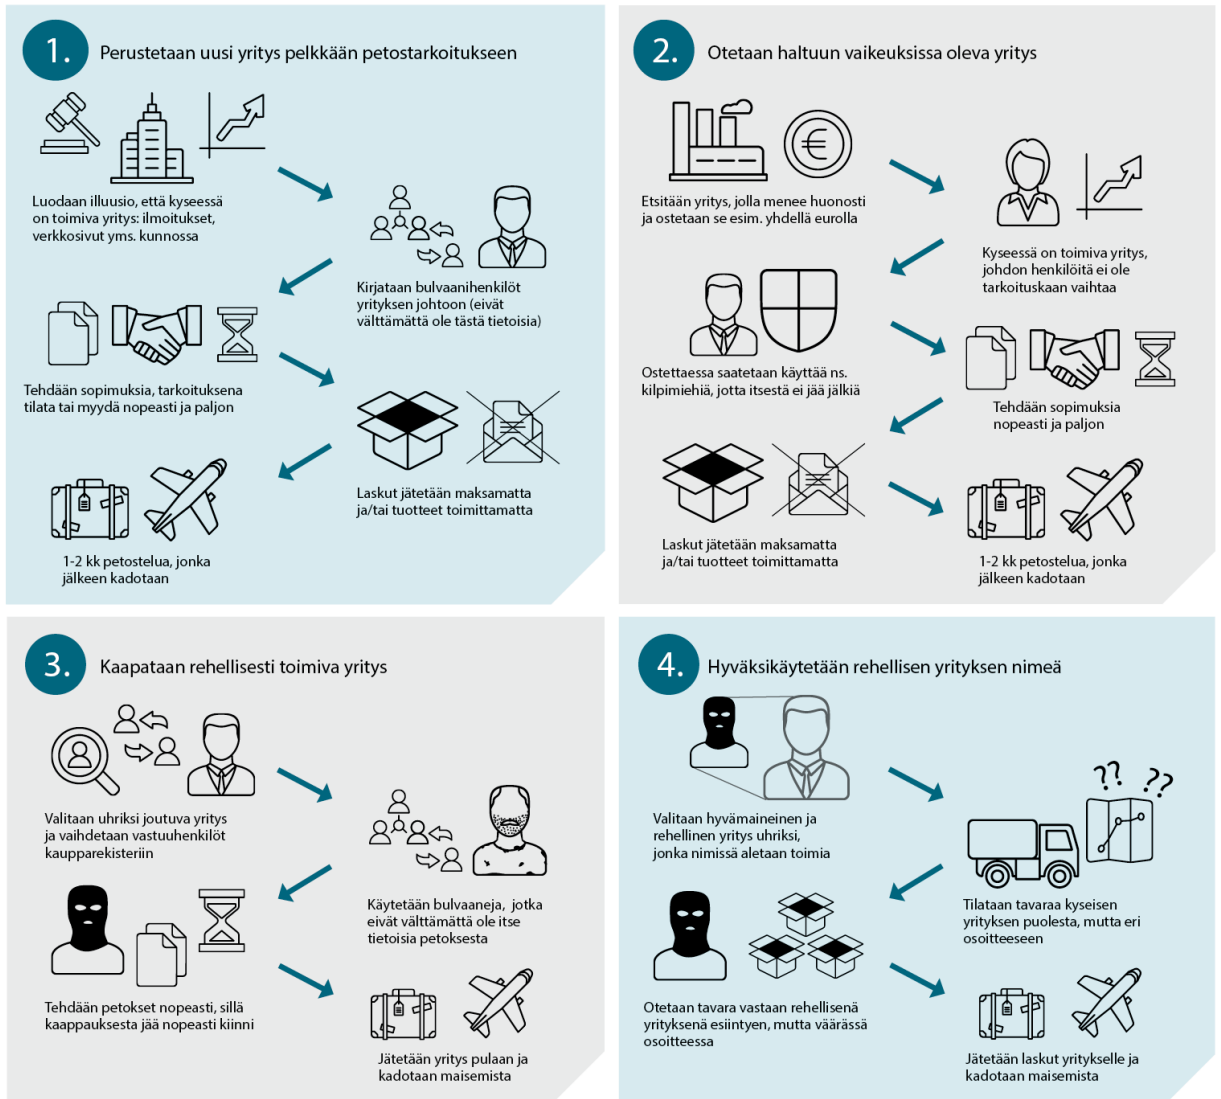 1.
Perustetaan uusi yritys pelkkään petostarkoitukseen
Luodaan illuusio, että kyseessä
on toimiva yritys: ilmoitukset,
verkkosivut yms. kunnossa
Kirjataan bulvaanihenkilöt
yrityksen johtoon (eivät
välttämättä ole tästä tietoisia)
Tehdään sopimuksia, tarkoituksena
tilata tai myydä nopeasti ja paljon
Laskut jätetään maksamatta
ja/tai tuotteet toimittamatta
1-2 kk petostelua, jonka
jälkeen kadotaan
2.
Otetaan haltuun vaikeuksissa oleva yritys
Etsitään yritys, jolla menee huonosti
ja ostetaan se esim. yhdellä eurolla
Kyseessä on toimiva yritys,
johdon henkilöitä ei ole
tarkoituskaan vaihtaa
Ostettaessa saatetaan käyttää ns.
kilpimiehiä, jotta itsestä ei jää jälkiä
Tehdään sopimuksia
nopeasti ja paljon
Laskut jätetään maksamatta
ja/tai tuotteet toimittamatta
1-2 kk petostelua, jonka
jälkeen kadotaan
3.
Kaapataan rehellisesti toimiva yritys
Valitaan uhriksi joutuva yritys
ja vaihdetaan vastuuhenkilöt
kaupparekisteriin
Käytetään bulvaaneja, jotka
eivät välttämättä ole itse
tietoisia petoksesta
Tehdään petokset nopeasti, sillä
kaappauksesta jää nopeasti kiinni
Jätetään yritys pulaan ja
kadotaan maisemista
4.
Hyväksikäytetään rehellisen yrityksen nimeä
Valitaan hyvämaineinen ja
rehellinen yritys uhriksi,
jonka nimissä aletaan toimia
?? ??
Tilataan tavaraa kyseisen
yrityksen puolesta, mutta eri
osoitteeseen
Otetaan tavara vastaan rehellisenä
yrityksenä esiintyen, mutta väärässä
osoitteessa
Jätetään laskut yritykselle ja
kadotaan maisemista